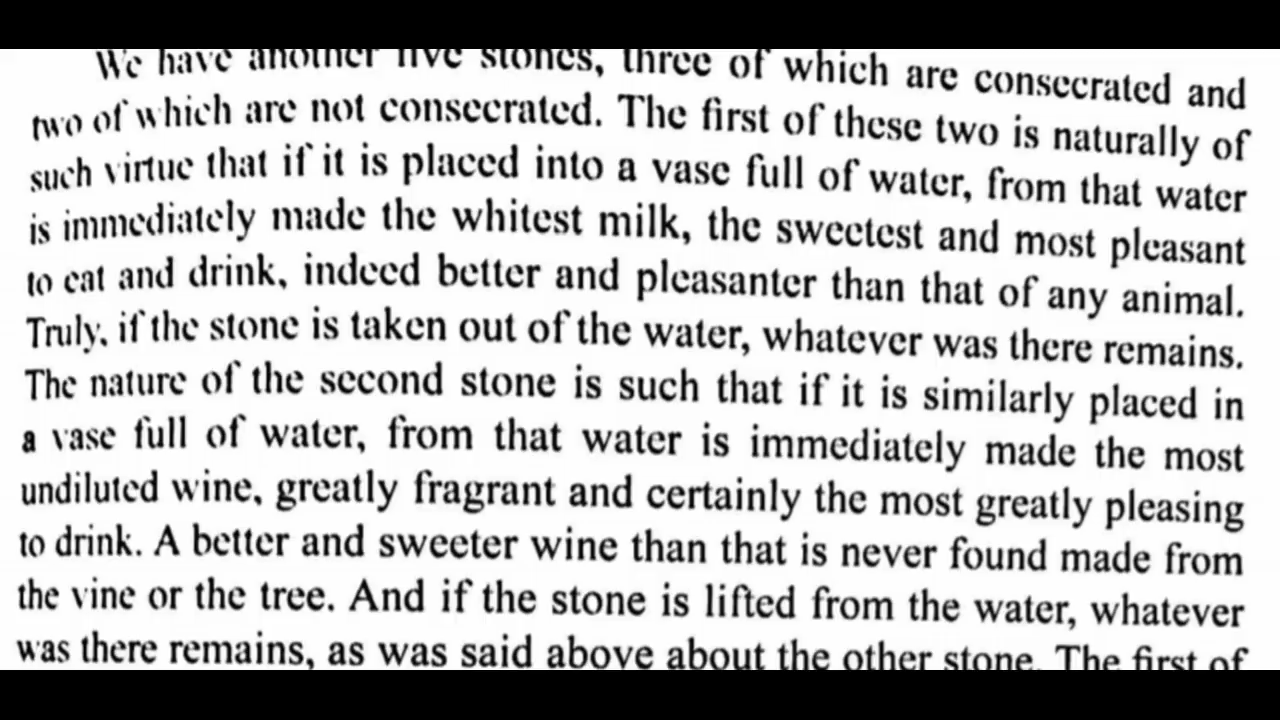 We have another five stones, three of which are consecrated and
two of which are not consecrated. The first of these two is naturally of
such virtue that if it is placed into a vase full of water, from that water
is immediately made the whitest milk, the sweetest and most pleasant
to eat and drink, indeed better and pleasanter than that of any animal.
Truly, if the stone is taken out of the water, whatever was there remains.
The nature of the second stone is such that if it is similarly placed in
a vase full of water, from that water is immediately made the most
undiluted wine, greatly fragrant and certainly the most greatly pleasing
to drink. A better and sweeter wine than that is never found made from
the vine or the tree. And if the stone is lifted from the water, whatever
was there remains, as was said above about the other stone. The first of